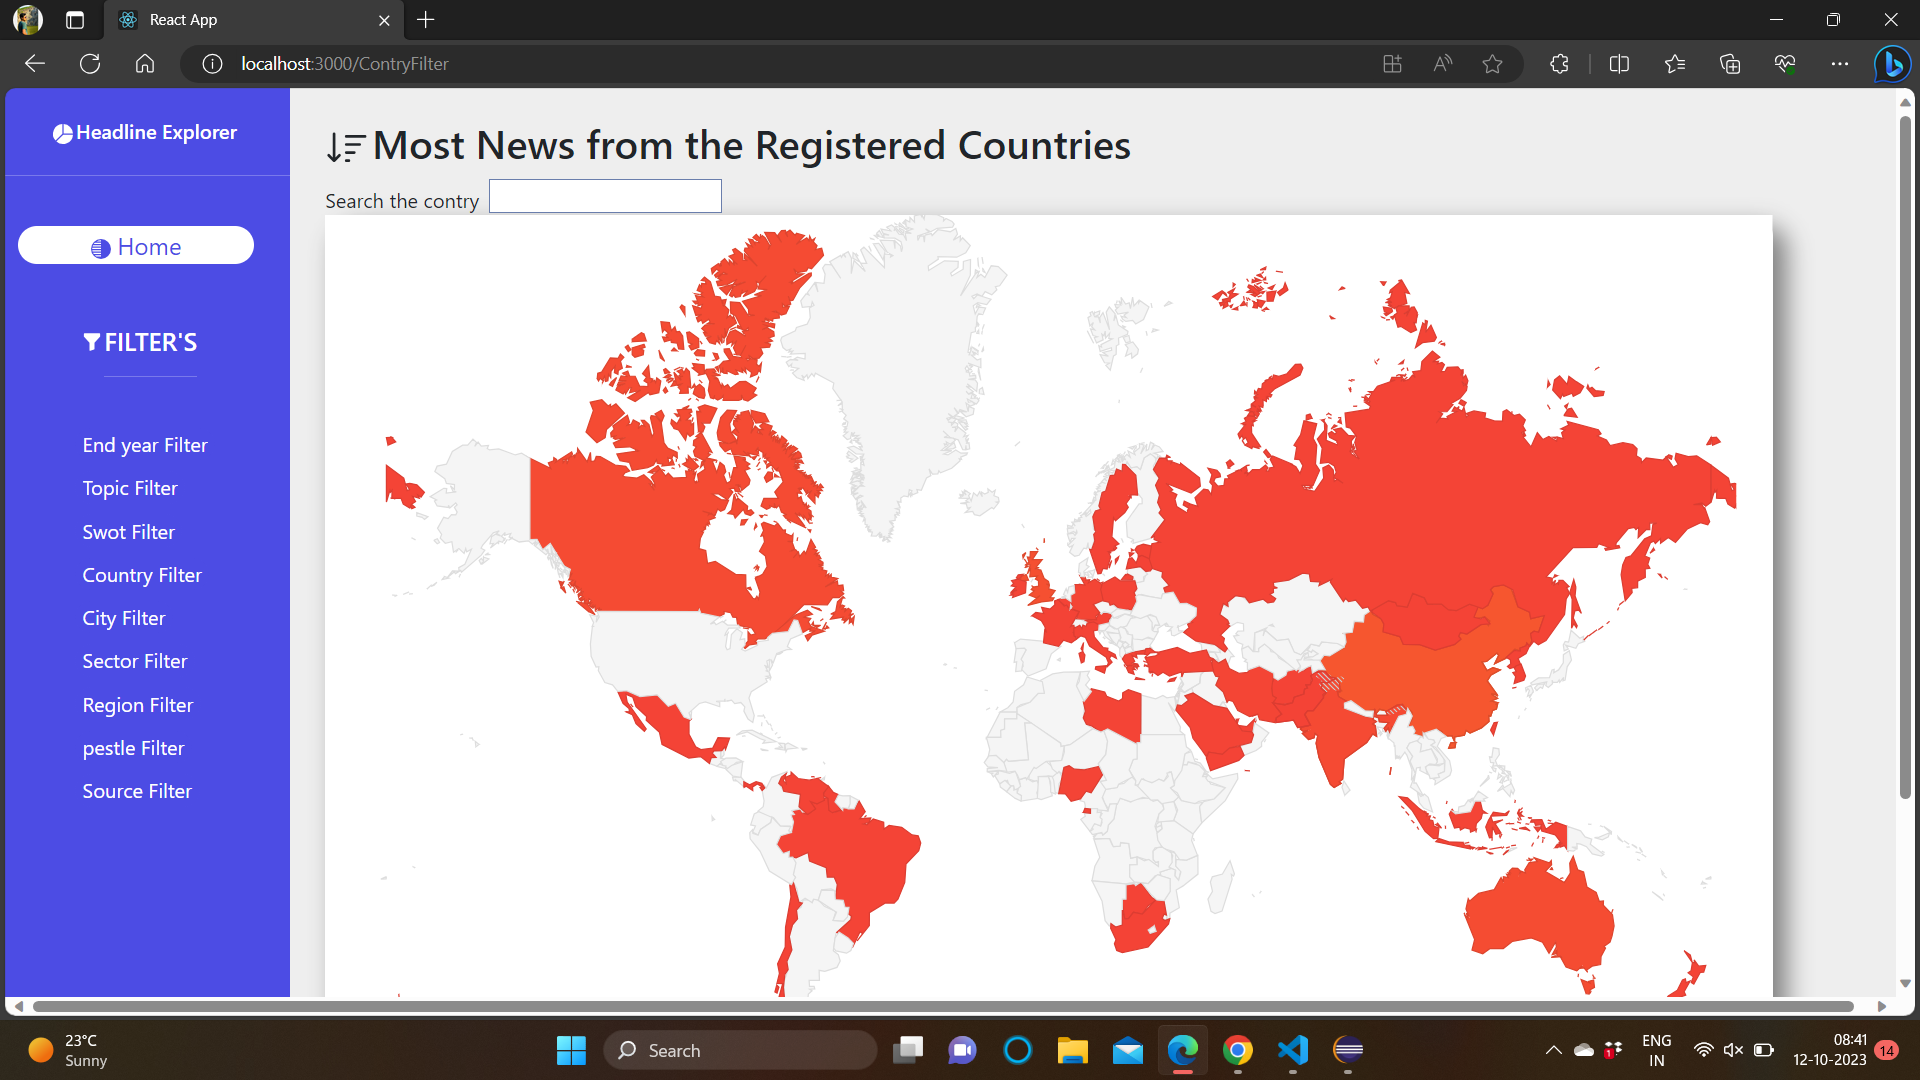 React App
localhost:3000/ContryFilter
Headline Explorer
Home
FILTER'S
End year Filter
Topic Filter
Swot Filter
Country Filter
City Filter
Sector Filter
Region Filter
pestle Filter
Source Filter
Most News from the Registered Countries
Search the contry
23°C
Sunny
Search
1
ENG
IN
08:41
12-10-2023
14